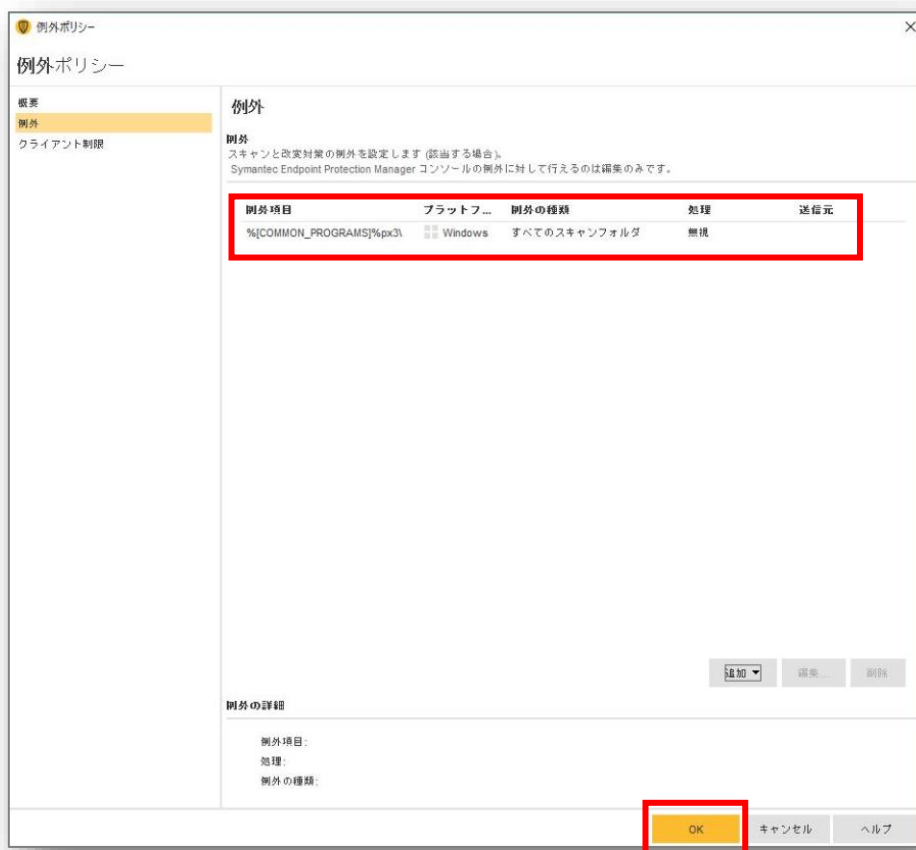 例外ポリシー
例外ポリシー
概要
例外
クライアント制限
例外
例外
スキャンと改変対策の例外を設定します (該当する場合)。
Symantec Endpoint Protection Manager コンソールの例外に対して行えるのは編集のみです。
例外項目 プラットフ... 例外の種類 処理 送信元
%[COMMON_PROGRAMS]%px3\ Windows すべてのスキャンフォルダ 無視
追加 編集... 削除
例外の詳細
例外項目:
処理:
例外の種類:
OK キャンセル ヘルプ